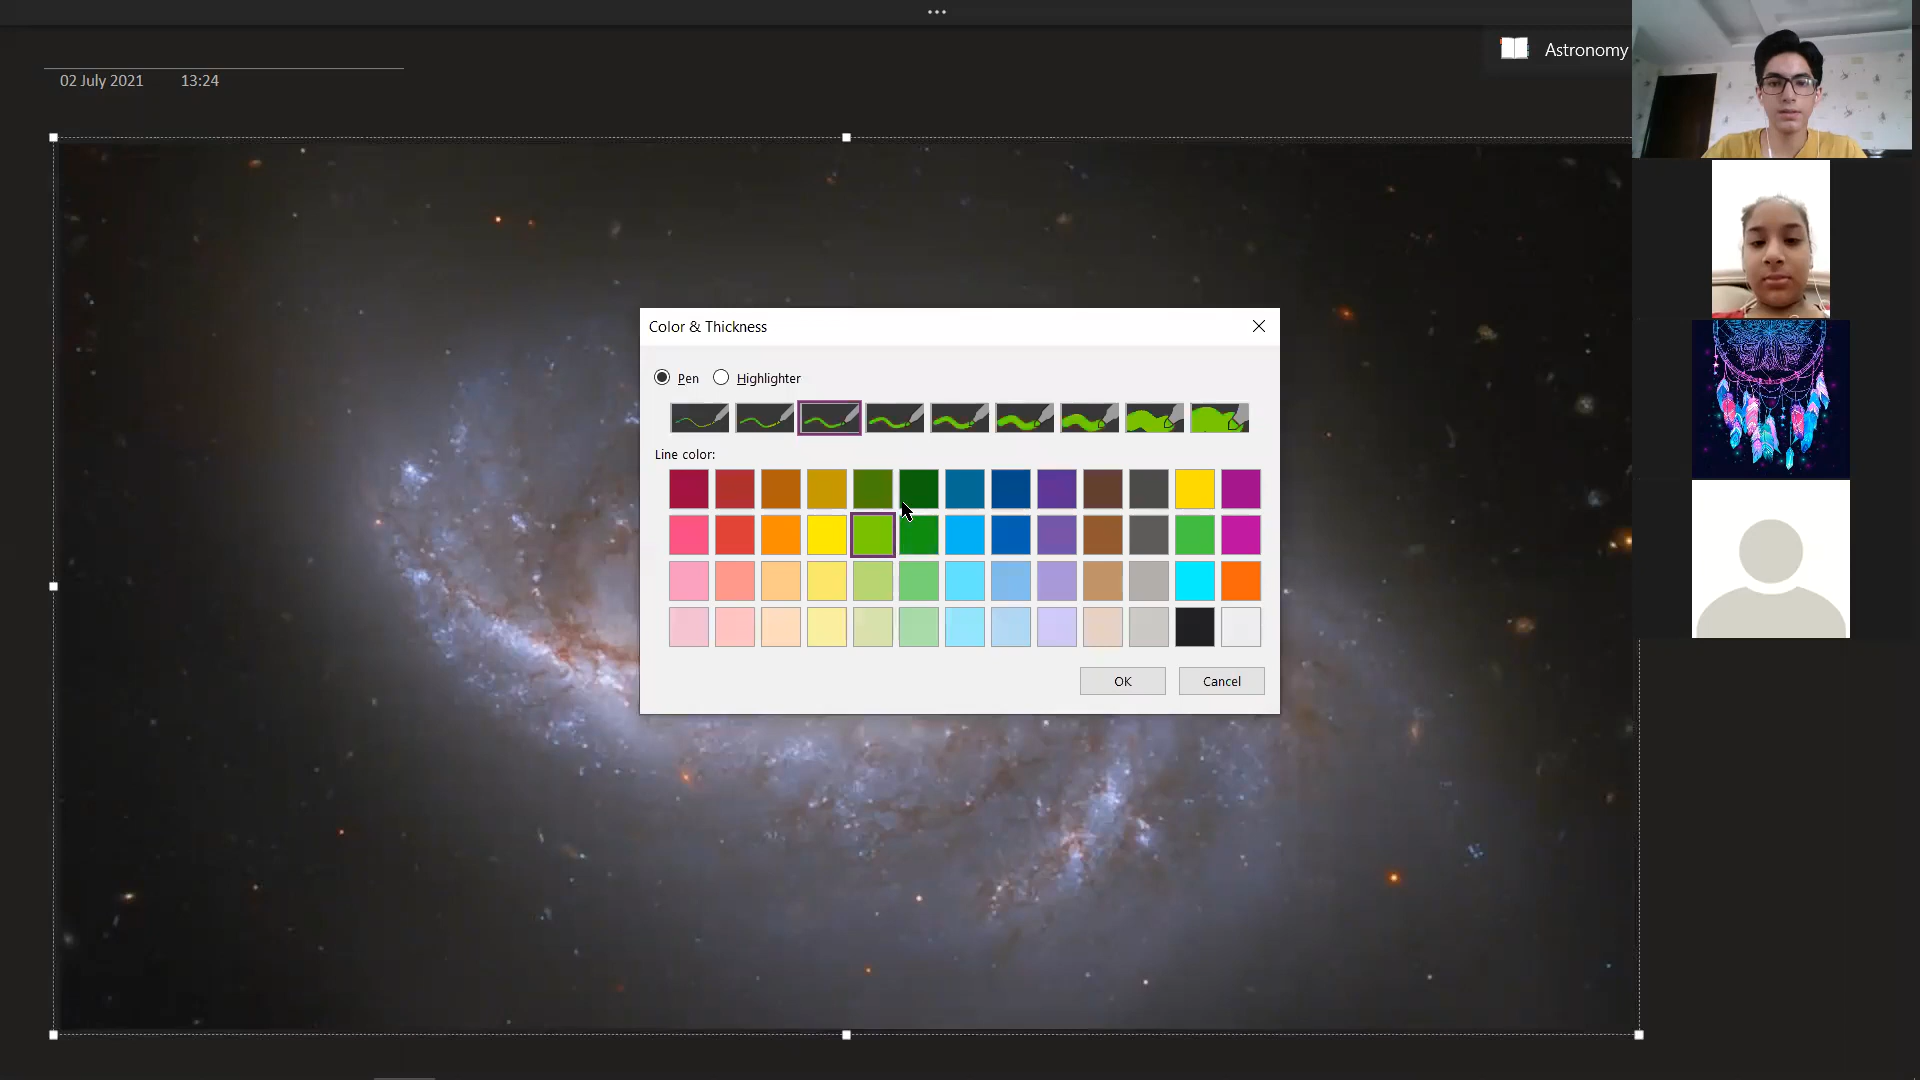 Astronomy
02 July 2021 13:24
Color & Thickness
Pen Highlighter
Line color:
OK Cancel